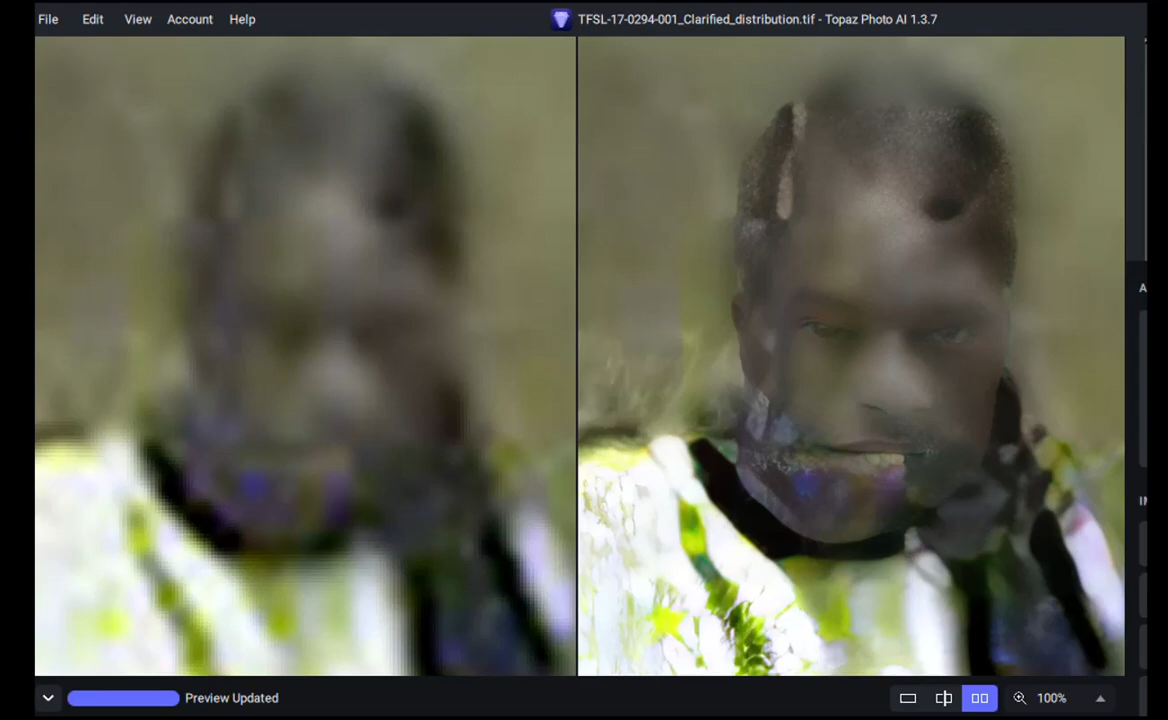 File Edit View Account Help
TFSL-17-0294-001_Clarified_distribution.tif - Topaz Photo AI 1.3.7
Preview Updated
100%